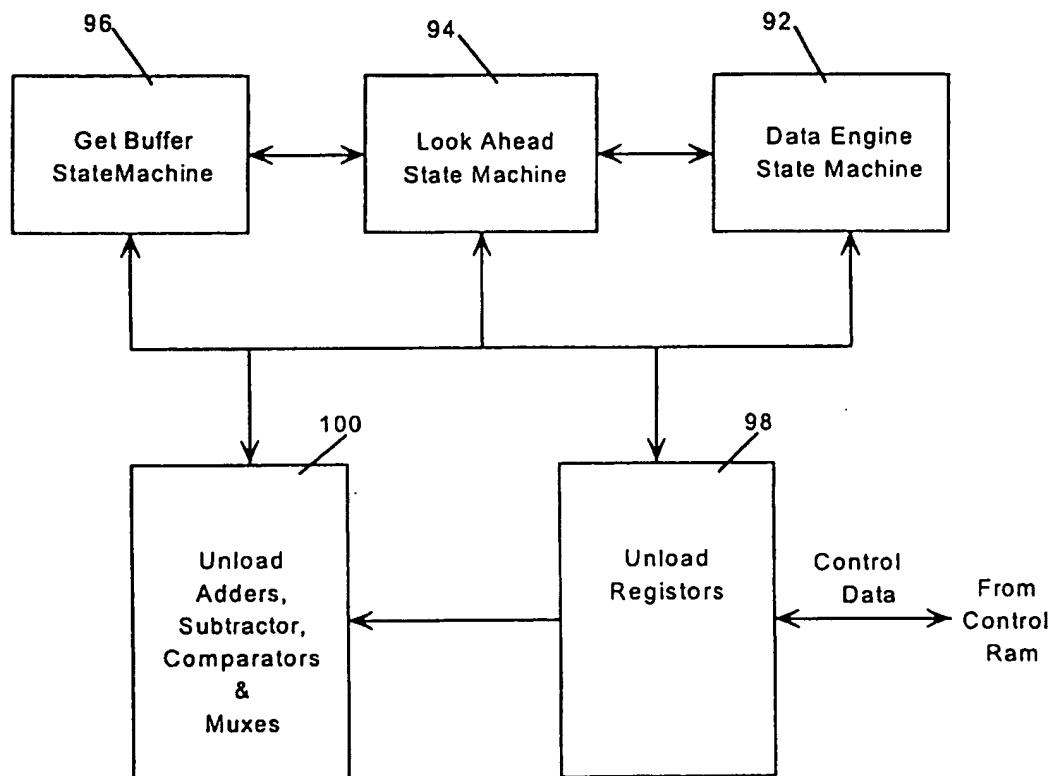 96
94
92
Get Buffer
StateMachine
Look Ahead
State Machine
Data Engine
State Machine
100
98
Unload
Adders,
Subtractor,
Comparators
&
Muxes
Unload
Registors
Control
Data
From
Control
Ram